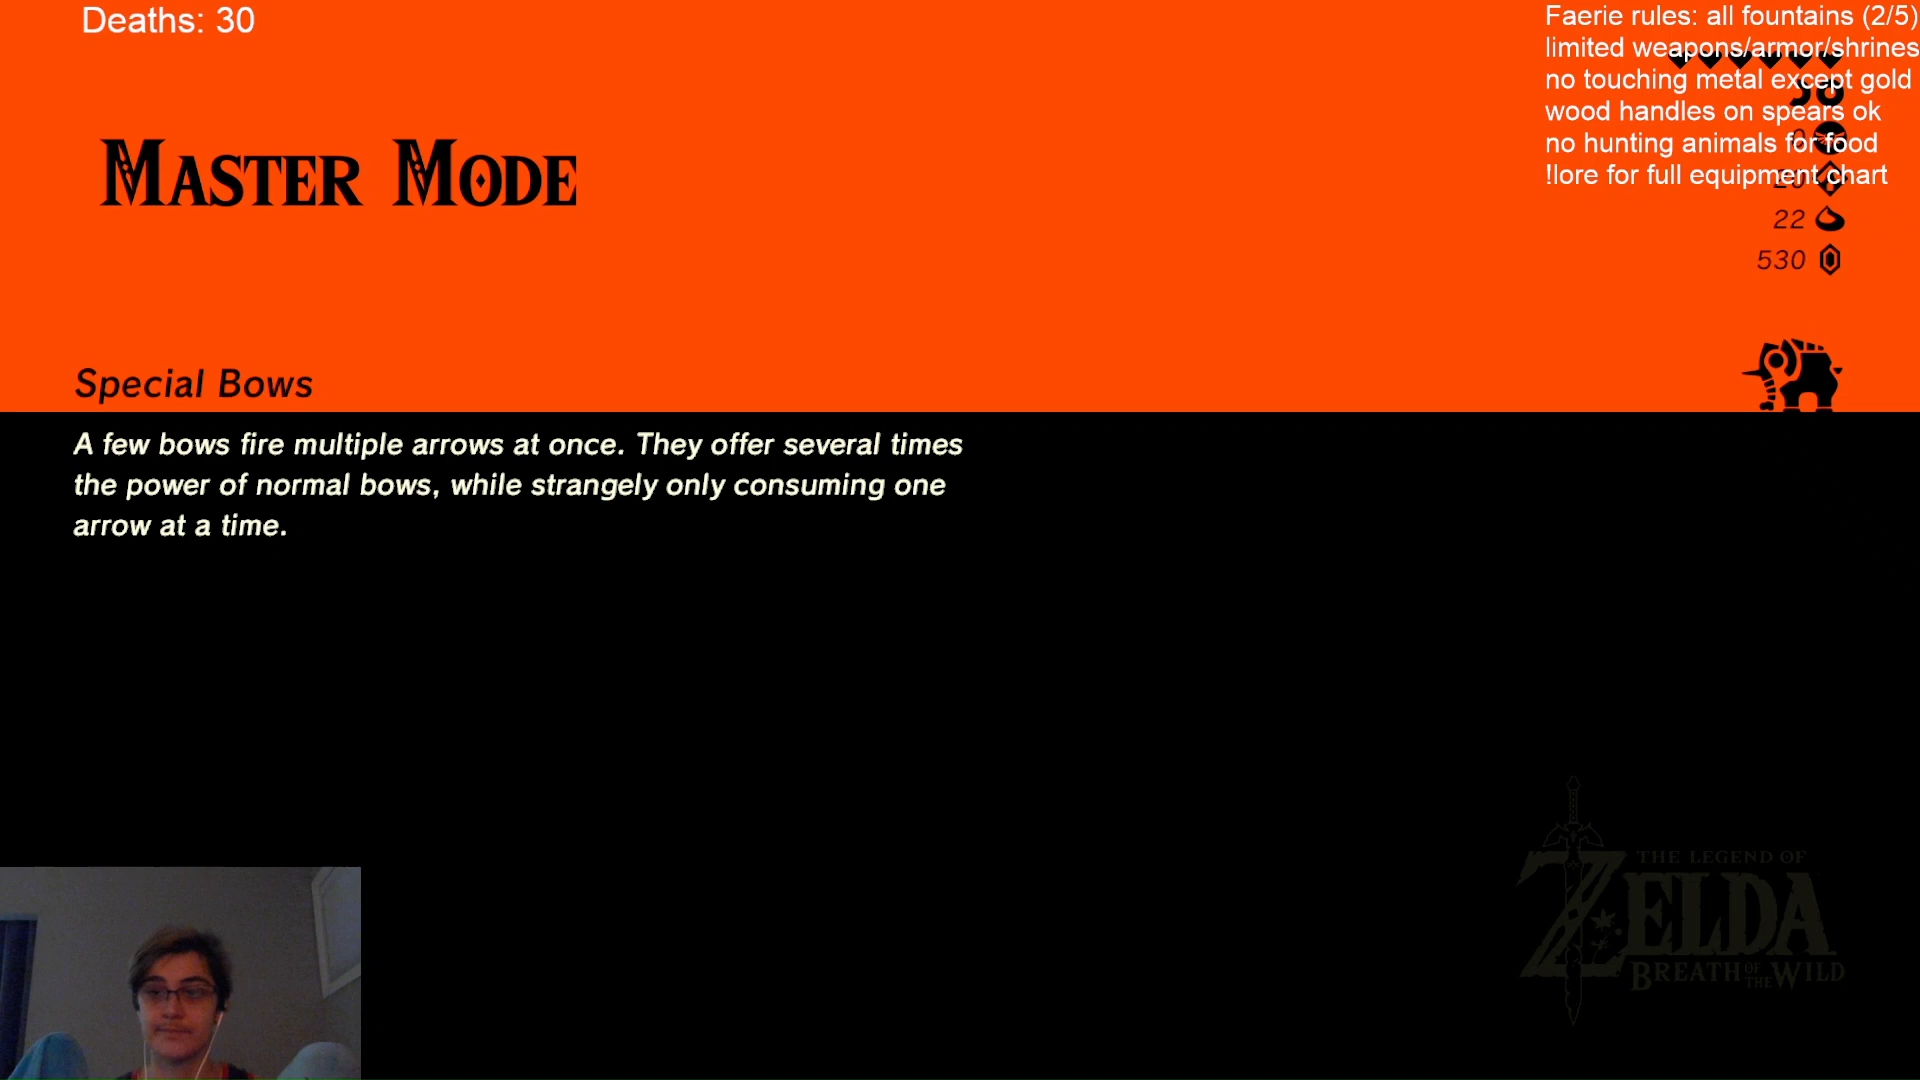 Deaths: 30
Faerie rules: all fountains (2/5)
limited weapons/armor/shrines
no touching metal except gold
wood handles on spears ok
no hunting animals for food
!lore for full equipment chart
MASTER MODE
22
530
Special Bows
A few bows fire multiple arrows at once. They offer several times
the power of normal bows, while strangely only consuming one
arrow at a time.
THE LEGEND OF
ZELDA
BREATH OF THE WILD